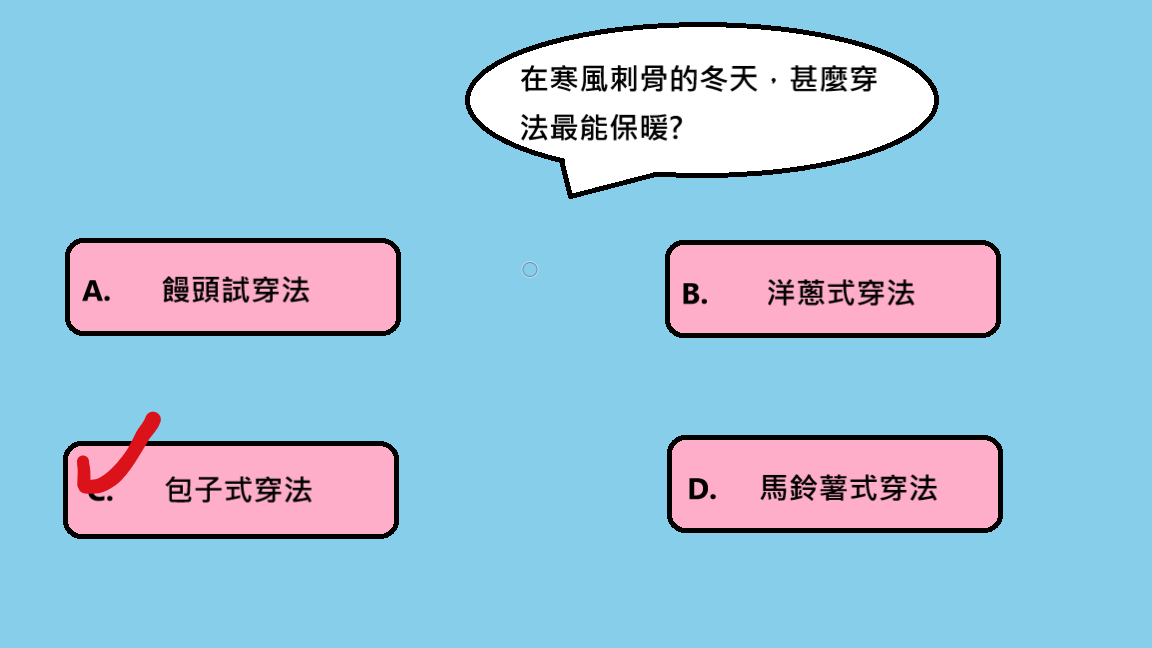 在寒風刺骨的冬天，甚麼穿
法最能保暖?
A. 饅頭試穿法
B. 洋蔥式穿法
C. 包子式穿法
D. 馬鈴薯式穿法